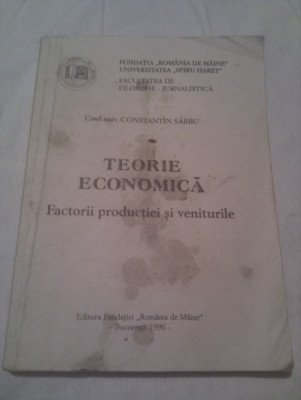 FUNDAȚIA „ROMÂNIA DE MÂINE"
UNIVERSITATEA „SPIRU HARET"
FACULTATEA DE
FILOSOFIE - JURNALISTICĂ
Conf.univ. CONSTANTIN SÂRBU
TEORIE
ECONOMICĂ
Factorii producției și veniturile
Editura Fundației „România de Mâine"
- București 1996 -